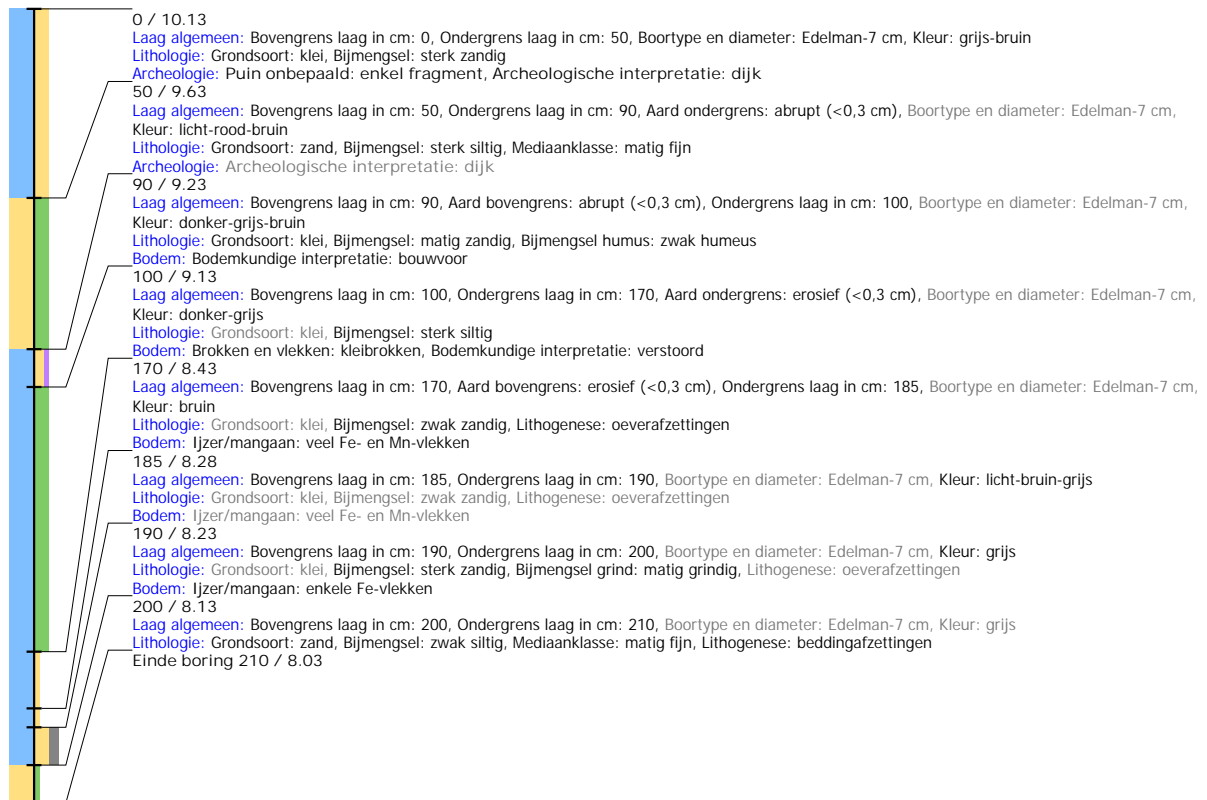 0 / 10.13
Laag algemeen: Bovengrens laag in cm: 0, Ondergrens laag in cm: 50, Boortype en diameter: Edelman-7 cm, Kleur: grijs-bruin
Lithologie: Grondsoort: klei, Bijmengsel: sterk zandig
Archeologie: Puin onbepaald: enkel fragment, Archeologische interpretatie: dijk
50 / 9.63
Laag algemeen: Bovengrens laag in cm: 50, Ondergrens laag in cm: 90, Aard ondergrens: abrupt (<0,3 cm), Boortype en diameter: Edelman-7 cm,
Kleur: licht-rood-bruin
Lithologie: Grondsoort: zand, Bijmengsel: sterk siltig, Mediaanklasse: matig fijn
Archeologie: Archeologische interpretatie: dijk
90 / 9.23
Laag algemeen: Bovengrens laag in cm: 90, Aard bovengrens: abrupt (<0,3 cm), Ondergrens laag in cm: 100, Boortype en diameter: Edelman-7 cm,
Kleur: donker-grijs-bruin
Lithologie: Grondsoort: klei, Bijmengsel: matig zandig, Bijmengsel humus: zwak humeus
Bodem: Bodemkundige interpretatie: bouwvoor
100 / 9.13
Laag algemeen: Bovengrens laag in cm: 100, Ondergrens laag in cm: 170, Aard ondergrens: erosief (<0,3 cm), Boortype en diameter: Edelman-7 cm,
Kleur: donker-grijs
Lithologie: Grondsoort: klei, Bijmengsel: sterk siltig
Bodem: Brokken en vlekken: kleibrokken, Bodemkundige interpretatie: verstoord
170 / 8.43
Laag algemeen: Bovengrens laag in cm: 170, Aard bovengrens: erosief (<0,3 cm), Ondergrens laag in cm: 185, Boortype en diameter: Edelman-7 cm,
Kleur: bruin
Lithologie: Grondsoort: klei, Bijmengsel: zwak zandig, Lithogenese: oeverafzettingen
Bodem: Ijzer/mangaan: veel Fe- en Mn-vlekken
185 / 8.28
Laag algemeen: Bovengrens laag in cm: 185, Ondergrens laag in cm: 190, Boortype en diameter: Edelman-7 cm, Kleur: licht-bruin-grijs
Lithologie: Grondsoort: klei, Bijmengsel: zwak zandig, Lithogenese: oeverafzettingen
Bodem: Ijzer/mangaan: veel Fe- en Mn-vlekken
190 / 8.23
Laag algemeen: Bovengrens laag in cm: 190, Ondergrens laag in cm: 200, Boortype en diameter: Edelman-7 cm, Kleur: grijs
Lithologie: Grondsoort: klei, Bijmengsel: sterk zandig, Bijmengsel grind: matig grindig, Lithogenese: oeverafzettingen
Bodem: Ijzer/mangaan: enkele Fe-vlekken
200 / 8.13
Laag algemeen: Bovengrens laag in cm: 200, Ondergrens laag in cm: 210, Boortype en diameter: Edelman-7 cm, Kleur: grijs
Lithologie: Grondsoort: zand, Bijmengsel: zwak siltig, Mediaanklasse: matig fijn, Lithogenese: beddingafzettingen
Einde boring 210 / 8.03